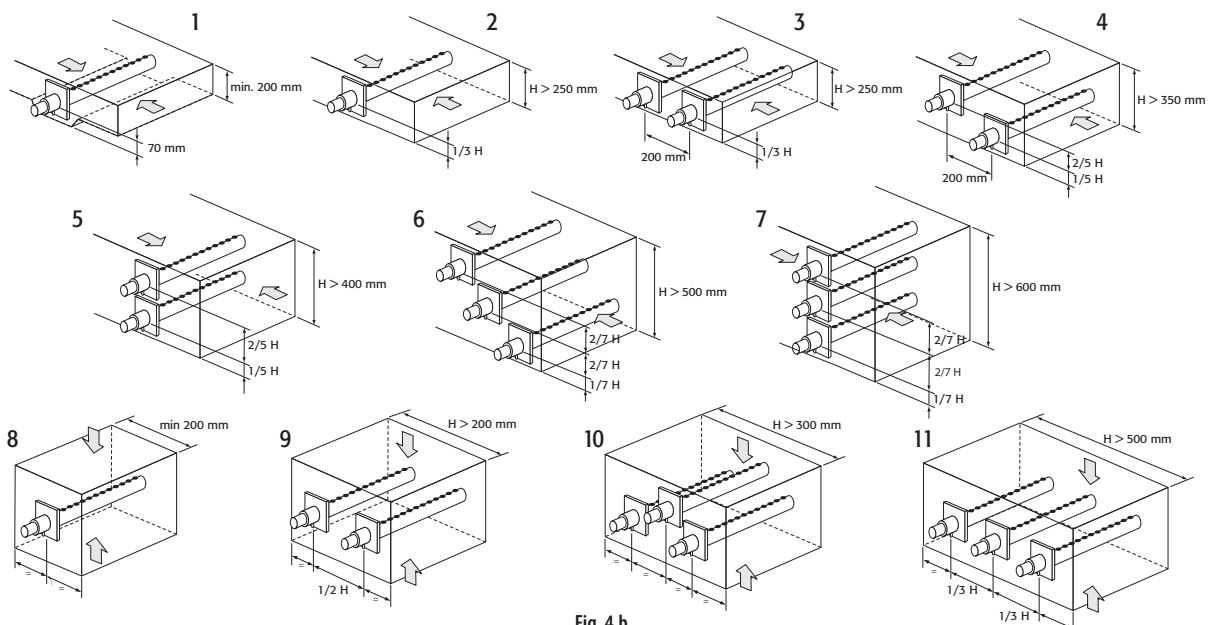 1
min. 200 mm
70 mm
2
H > 250 mm
1/3 H
3
H > 250 mm
200 mm
1/3 H
4
H > 350 mm
200 mm
2/5 H
1/5 H
5
H > 400 mm
2/5 H
1/5 H
6
H > 500 mm
2/7 H
2/7 H
1/7 H
7
H > 600 mm
2/7 H
2/7 H
1/7 H
8
min 200 mm
=
=
9
H > 200 mm
=
1/2 H
=
10
H > 300 mm
=
=
=
=
11
H > 500 mm
=
1/3 H
1/3 H
=
Fig. 4.b